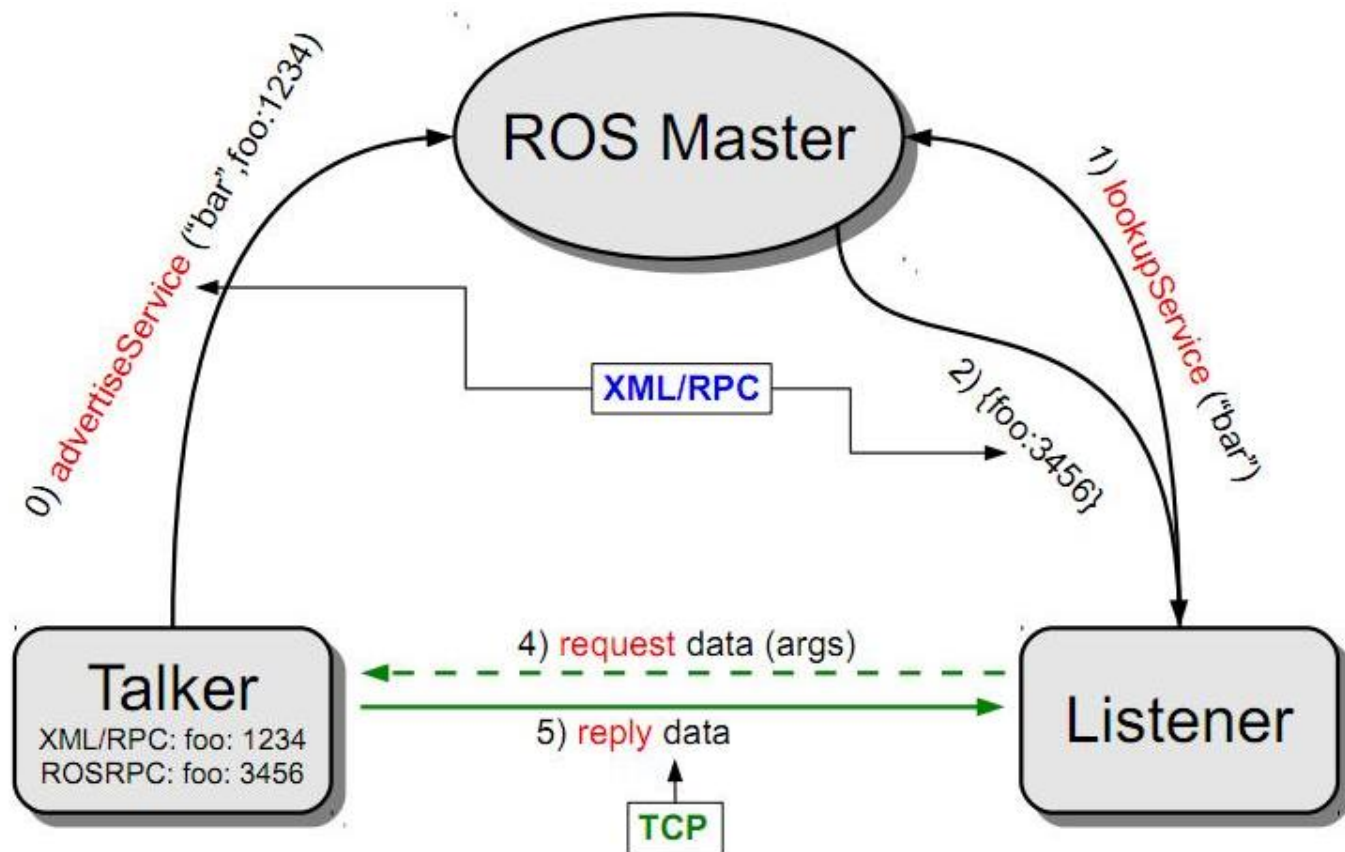 ROS Master
0) advertiseService (“bar”,foo:1234)
1) lookupService (“bar”)
XML/RPC
2) {foo:3456}
4) request data (args)
5) reply data
Talker
XML/RPC: foo: 1234
ROSRPC: foo: 3456
Listener
TCP